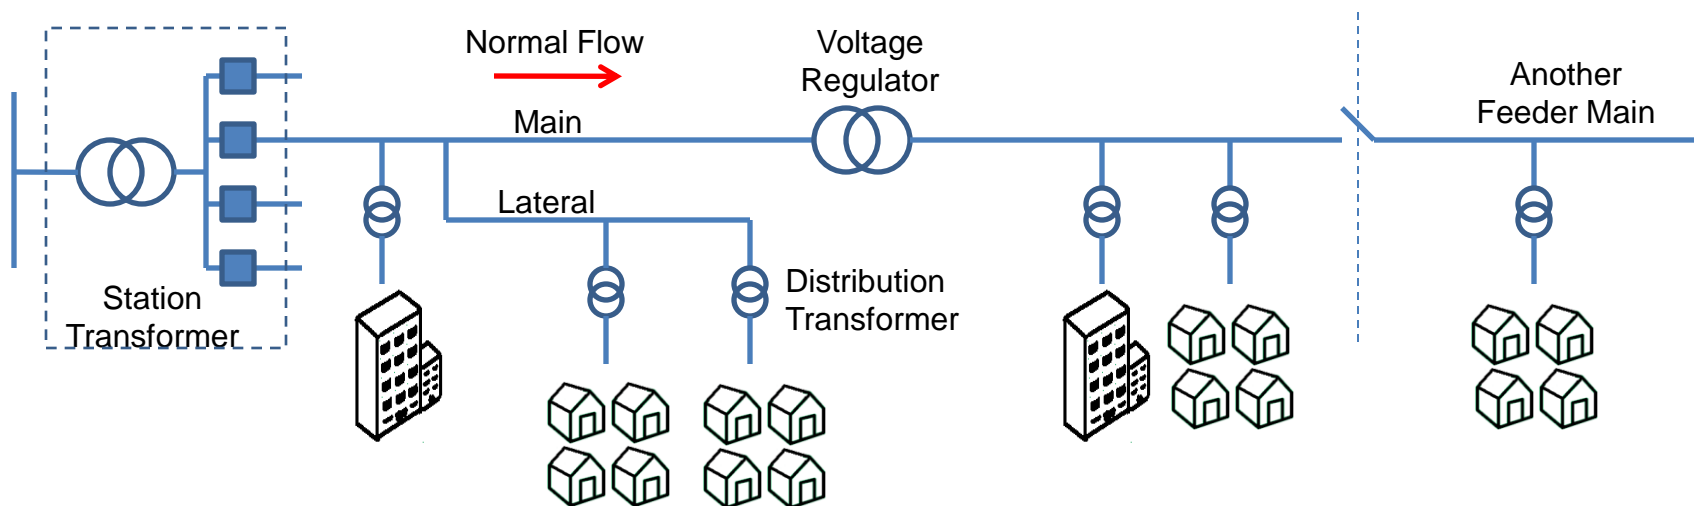 Normal Flow
Voltage
Regulator
Another
Feeder Main
Main
Lateral
Station
Transformer
Distribution
Transformer